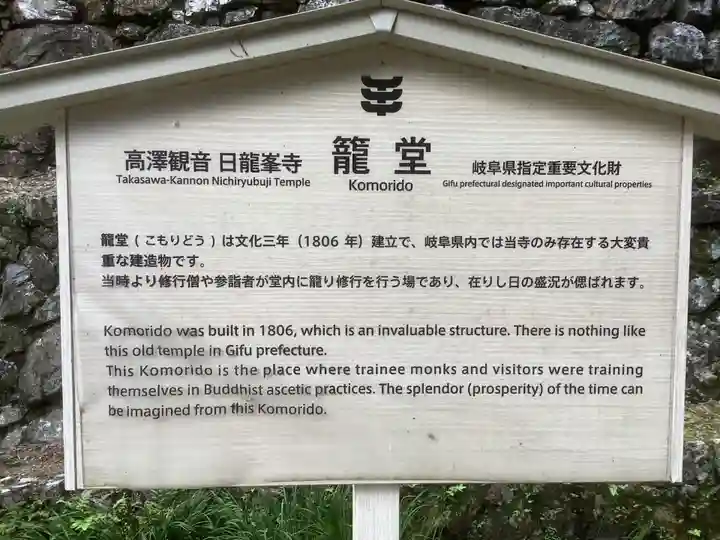 高澤観音 日龍峯寺
Takasawa-Kannon Nichiryubuji Temple
籠堂
Komorido
岐阜県指定重要文化財
Gifu prefectural designated important cultural properties
籠堂（こもりどう）は文化三年（1806 年）建立で、岐阜県内では当寺のみ存在する大変貴
重な建造物です。
当時より修行僧や参詣者が堂内に籠り修行を行う場であり、在りし日の盛況が偲ばれます。
Komorido was built in 1806, which is an invaluable structure. There is nothing like
this old temple in Gifu prefecture.
This Komorido is the place where trainee monks and visitors were training
themselves in Buddhist ascetic practices. The splendor (prosperity) of the time can
be imagined from this Komorido.